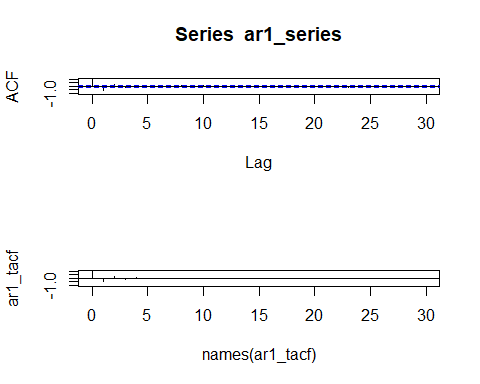 Series ar1_series
ACF
-1.0
0 5 10 15 20 25 30
Lag
ar1_tacf
-1.0
0 5 10 15 20 25 30
names(ar1_tacf)